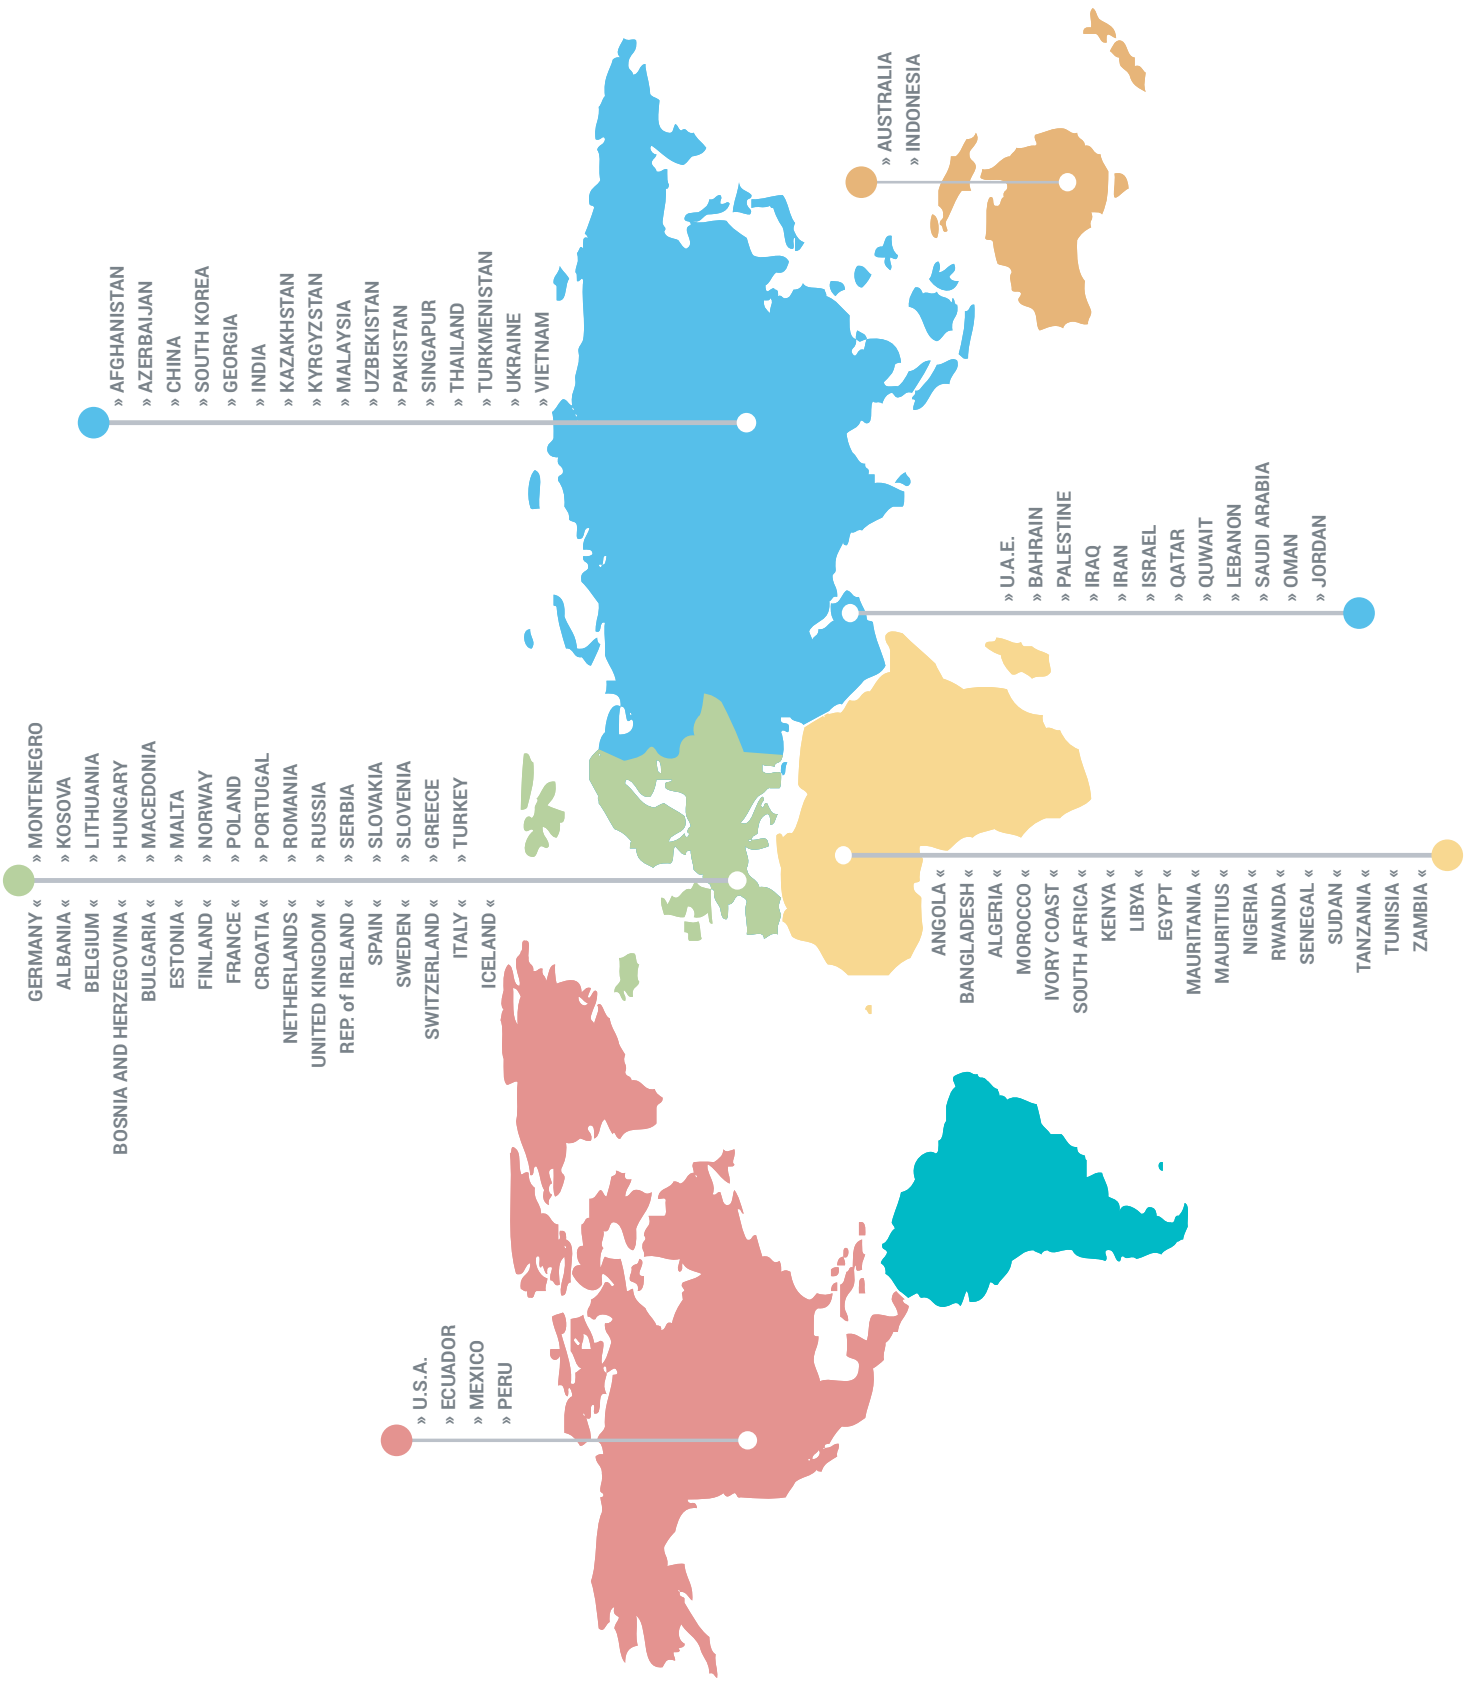 » U.S.A.
» ECUADOR
» MEXICO
» PERU
GERMANY «
ALBANIA «
BELGIUM «
BOSNIA AND HERZEGOVINA «
BULGARIA «
ESTONIA «
FINLAND «
FRANCE «
CROATIA «
NETHERLANDS «
UNITED KINGDOM «
REP. of IRELAND «
SPAIN «
SWEDEN «
SWITZERLAND «
ITALY «
ICELAND «
» MONTENEGRO
» KOSOVA
» LITHUANIA
» HUNGARY
» MACEDONIA
» MALTA
» NORWAY
» POLAND
» PORTUGAL
» ROMANIA
» RUSSIA
» SERBIA
» SLOVAKIA
» SLOVENIA
» GREECE
» TURKEY
» AFGHANISTAN
» AZERBAIJAN
» CHINA
» SOUTH KOREA
» GEORGIA
» INDIA
» KAZAKHSTAN
» KYRGYZSTAN
» MALAYSIA
» UZBEKISTAN
» PAKISTAN
» SINGAPUR
» THAILAND
» TURKMENISTAN
» UKRAINE
» VIETNAM
» AUSTRALIA
» INDONESIA
ANGOLA «
BANGLADESH «
ALGERIA «
MOROCCO «
IVORY COAST «
SOUTH AFRICA «
KENYA «
LIBYA «
EGYPT «
MAURITANIA «
MAURITIUS «
NIGERIA «
RWANDA «
SENEGAL «
SUDAN «
TANZANIA «
TUNISIA «
ZAMBIA «
» U.A.E.
» BAHRAIN
» PALESTINE
» IRAQ
» IRAN
» ISRAEL
» QATAR
» QUWAIT
» LEBANON
» SAUDI ARABIA
» OMAN
» JORDAN